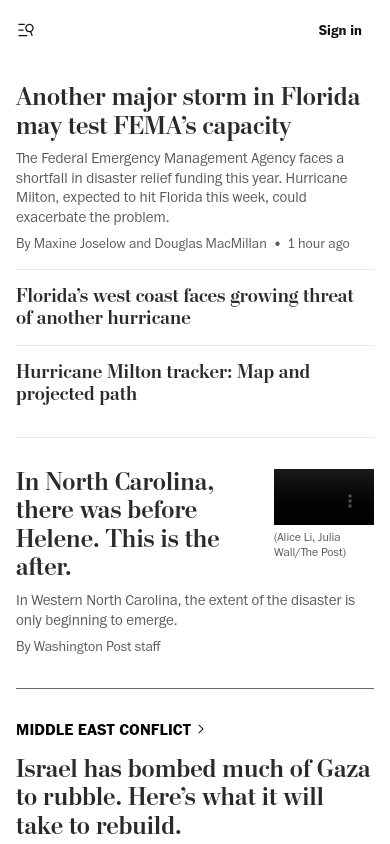 Sign in
Another major storm in Florida
may test FEMA’s capacity
The Federal Emergency Management Agency faces a
shortfall in disaster relief funding this year. Hurricane
Milton, expected to hit Florida this week, could
exacerbate the problem.
By Maxine Joselow and Douglas MacMillan • 1 hour ago
Florida’s west coast faces growing threat
of another hurricane
Hurricane Milton tracker: Map and
projected path
In North Carolina,
there was before
Helene. This is the
after.
(Alice Li, Julia
Wall/The Post)
In Western North Carolina, the extent of the disaster is
only beginning to emerge.
By Washington Post staff
MIDDLE EAST CONFLICT
Israel has bombed much of Gaza
to rubble. Here’s what it will
take to rebuild.